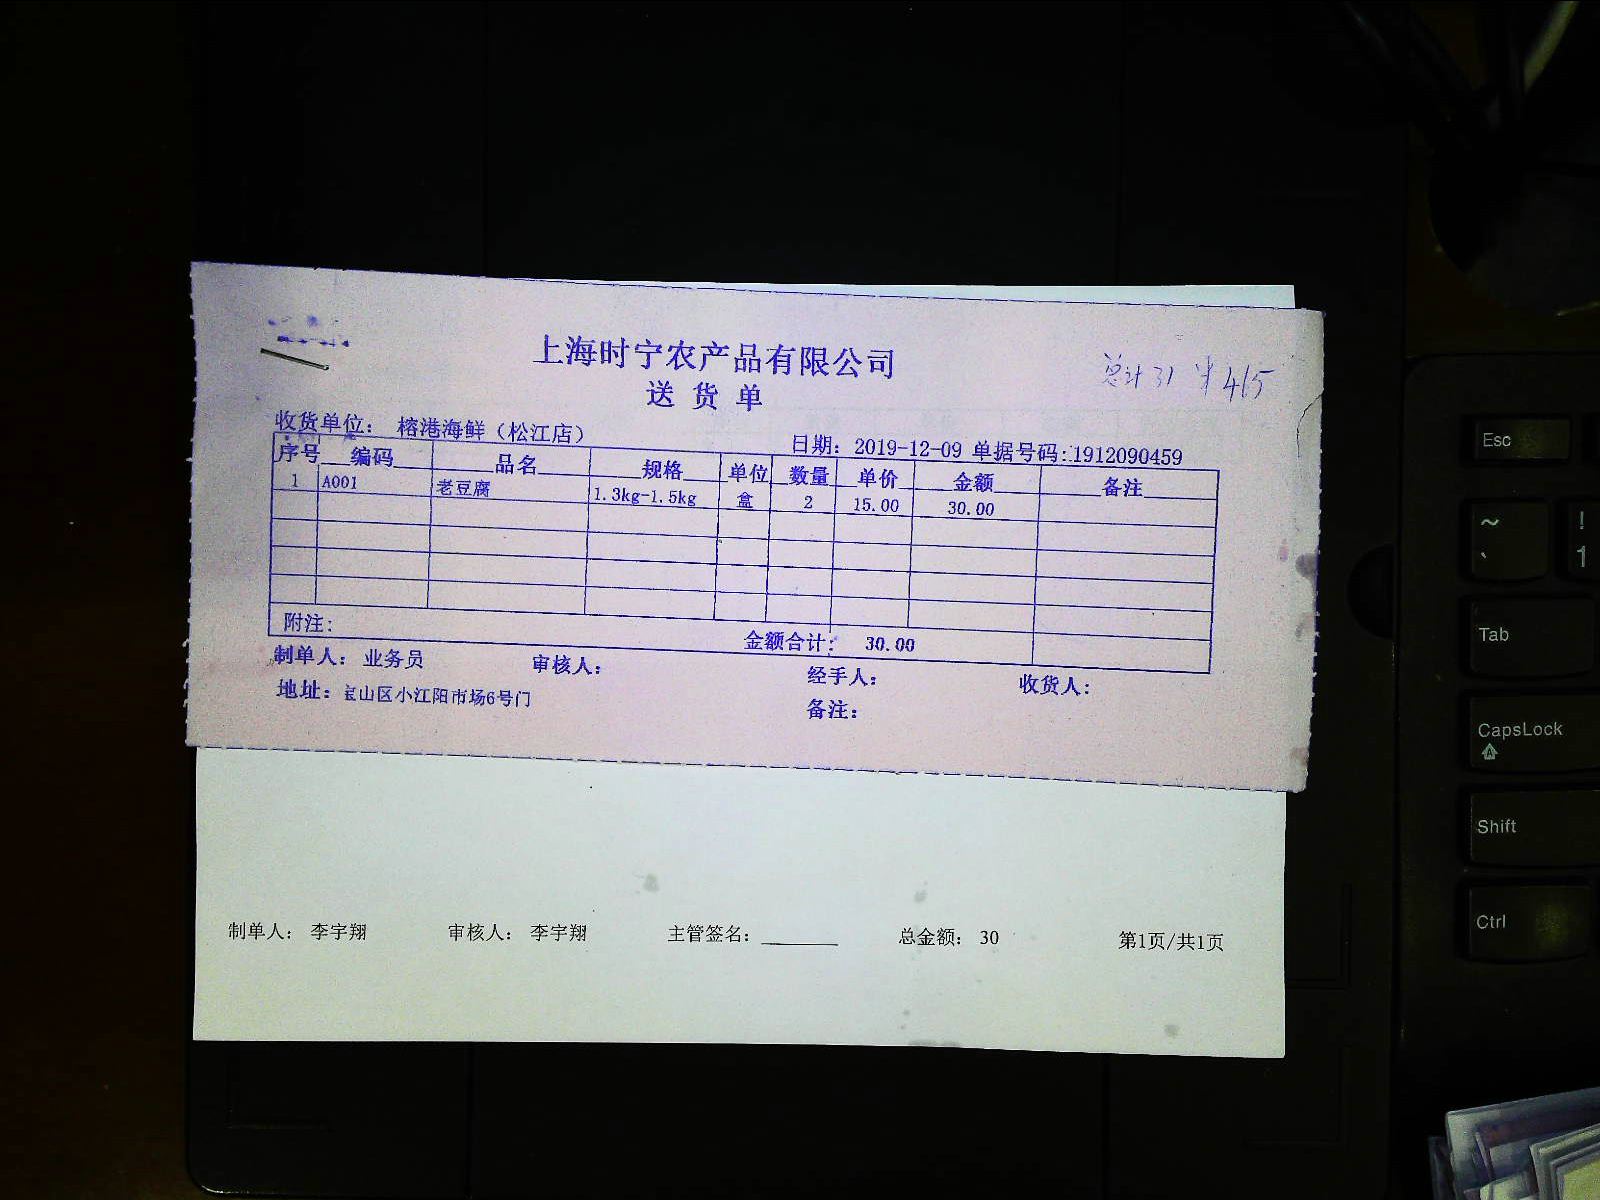 上海时宁农产品有限公司
总计31 415
送货单
收货单位： 榕港海鲜（松江店）
日期： 2019-12-09 单据号码:1912090459
序号 编码 品名 规格 单位 数量 单价 金额 备注
1 A001 老豆腐 1.3kg-1.5kg 盒 2 15.00 30.00
附注： 金额合计： 30.00
制单人： 业务员 审核人： 经手人： 收货人：
地址：宝山区小江阳市场6号门 备注：
制单人： 李宇翔 审核人： 李宇翔 主管签名：________ 总金额： 30 第1页/共1页
Esc
~ ! ` 1
Tab
CapsLock
Shift
Ctrl